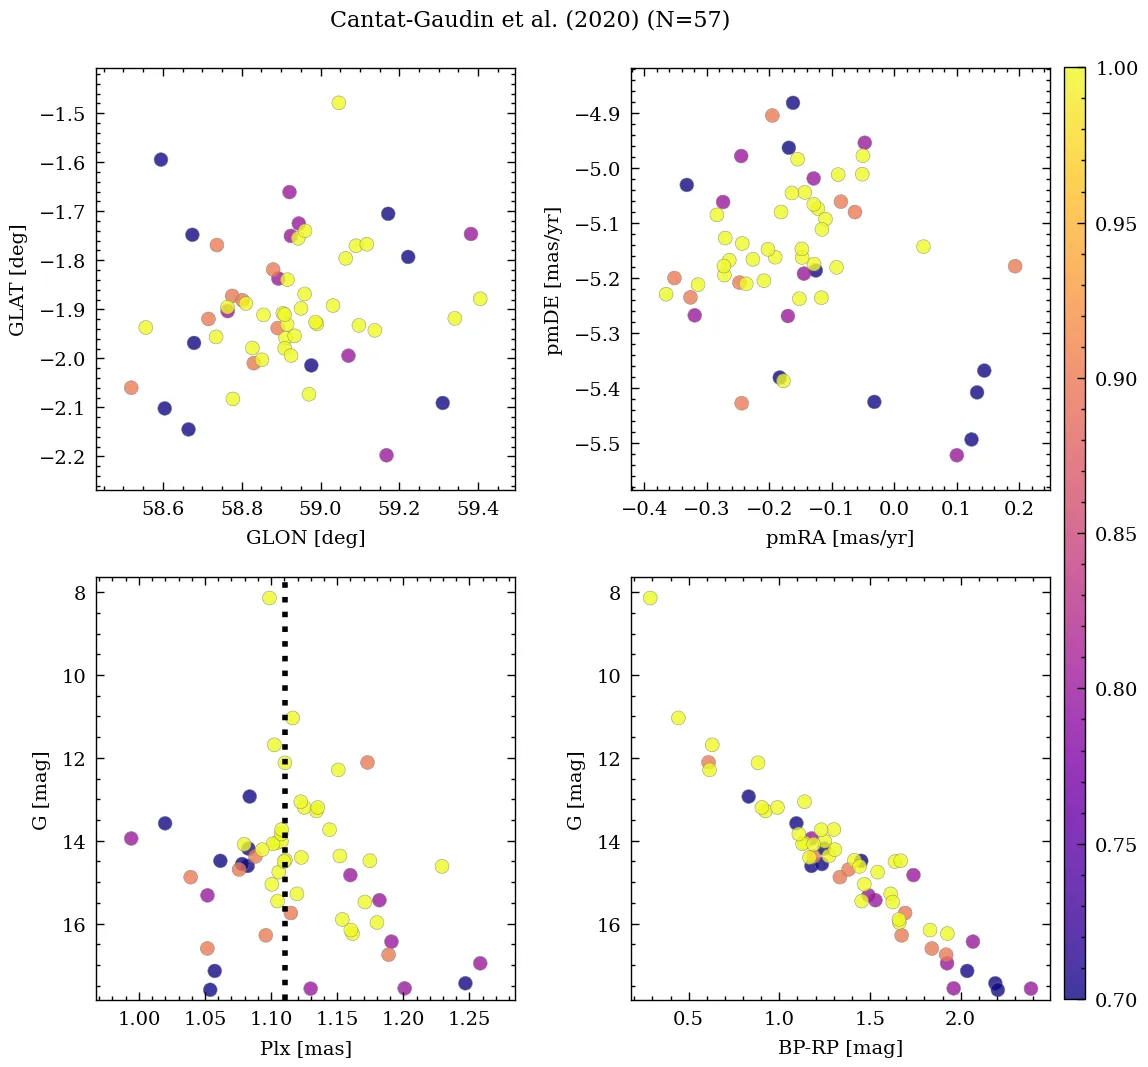 Cantat-Gaudin et al. (2020) (N=57)
GLAT [deg]
−1.5
−1.6
−1.7
−1.8
−1.9
−2.0
−2.1
−2.2
58.6 58.8 59.0 59.2 59.4
GLON [deg]
pmDE [mas/yr]
−4.9
−5.0
−5.1
−5.2
−5.3
−5.4
−5.5
−0.4 −0.3 −0.2 −0.1 0.0 0.1 0.2
pmRA [mas/yr]
G [mag]
8
10
12
14
16
1.00 1.05 1.10 1.15 1.20 1.25
Plx [mas]
G [mag]
8
10
12
14
16
0.5 1.0 1.5 2.0
BP-RP [mag]
1.00
0.95
0.90
0.85
0.80
0.75
0.70